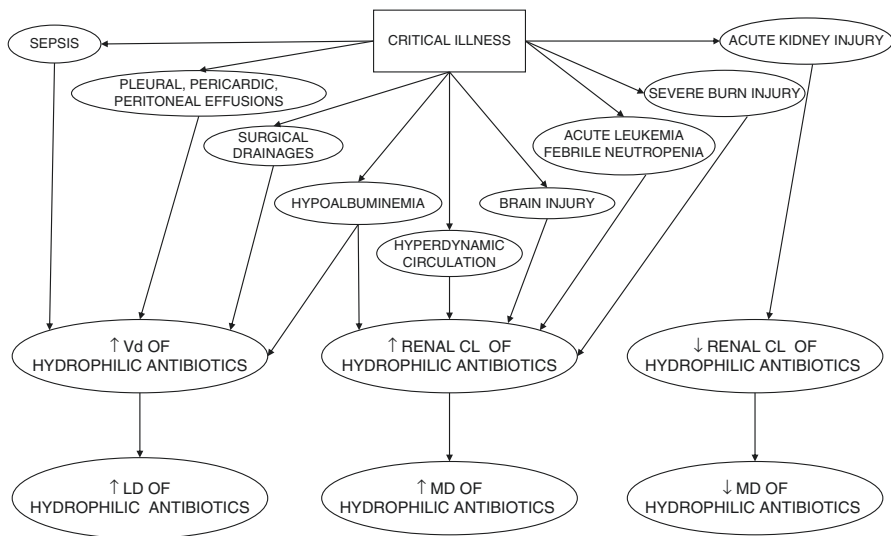 CRITICAL ILLNESS
SEPSIS
ACUTE KIDNEY INJURY
PLEURAL, PERICARDIC,
PERITONEAL EFFUSIONS
SEVERE BURN INJURY
SURGICAL
DRAINAGES
ACUTE LEUKEMIA
FEBRILE NEUTROPENIA
HYPOALBUMINEMIA
BRAIN INJURY
HYPERDYNAMIC
CIRCULATION
↑ Vd OF
HYDROPHILIC ANTIBIOTICS
↑ RENAL CL OF
HYDROPHILIC ANTIBIOTICS
↓ RENAL CL OF
HYDROPHILIC ANTIBIOTICS
↑ LD OF
HYDROPHILIC ANTIBIOTICS
↑ MD OF
HYDROPHILIC ANTIBIOTICS
↓ MD OF
HYDROPHILIC ANTIBIOTICS